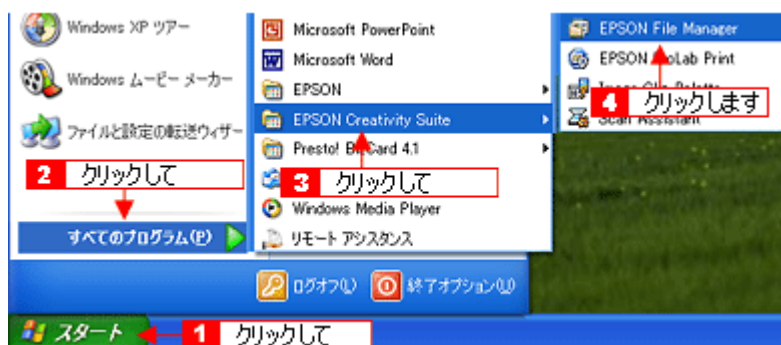 Windows XP ツアー
Windows ムービー メーカー
ファイルと設定の転送ウィザー
2 クリックして
すべてのプログラム(P)
Microsoft PowerPoint
Microsoft Word
EPSON
EPSON Creativity Suite
Presto! Card 4.1
3 クリックして
Windows Media Player
リモート アシスタンス
EPSON File Manager
EPSON Print
4 クリックします
Scan Assistant
ログオフ(L)
終了オプション(U)
スタート
1 クリックして